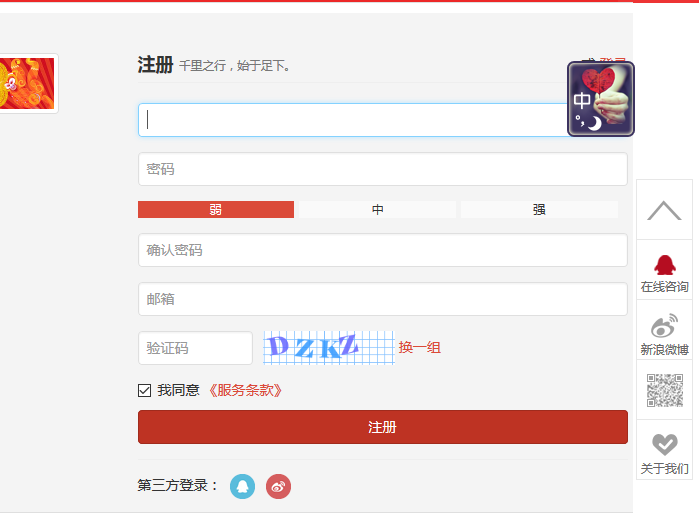 注册 千里之行，始于足下。
中
°,
密码
弱 中 强
确认密码
邮箱
验证码 DZKZ 换一组
我同意 《服务条款》
注册
第三方登录：
在线咨询
新浪微博
关于我们